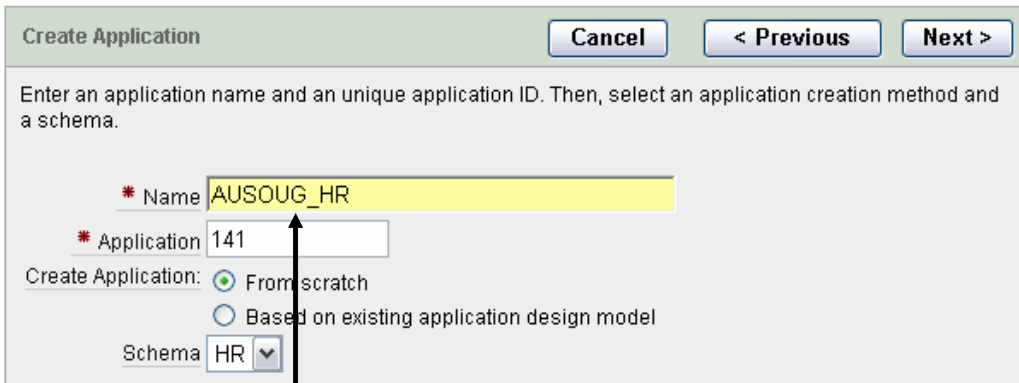 Create Application
Cancel
< Previous
Next >
Enter an application name and an unique application ID. Then, select an application creation method and
a schema.
* Name AUSOUG_HR
* Application 141
Create Application: From scratch
Based on existing application design model
Schema HR